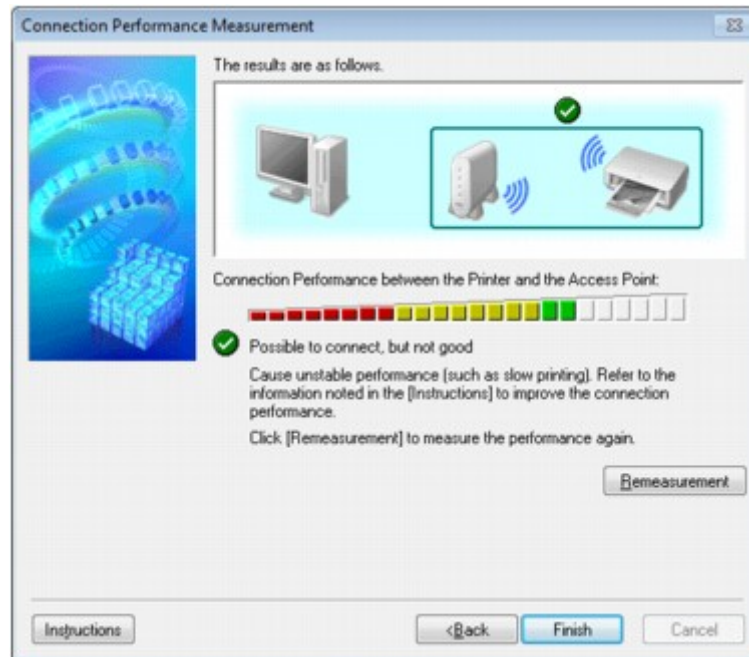 Connection Performance Measurement
The results are as follows.
Connection Performance between the Printer and the Access Point:
Possible to connect, but not good
Cause unstable performance (such as slow printing). Refer to the
information noted in the [Instructions] to improve the connection
performance.
Click [Remeasurement] to measure the performance again.
Remeasurement
Instructions
<Back
Finish
Cancel